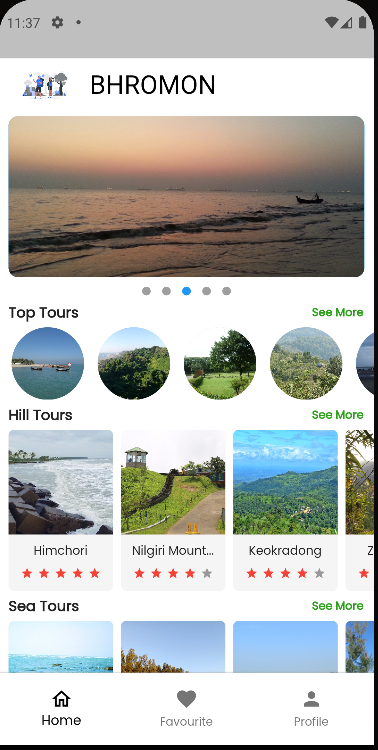 11:37
BHROMON
Top Tours See More
Hill Tours See More
Himchori Nilgiri Mount... Keokradong Z
Sea Tours See More
Home Favourite Profile